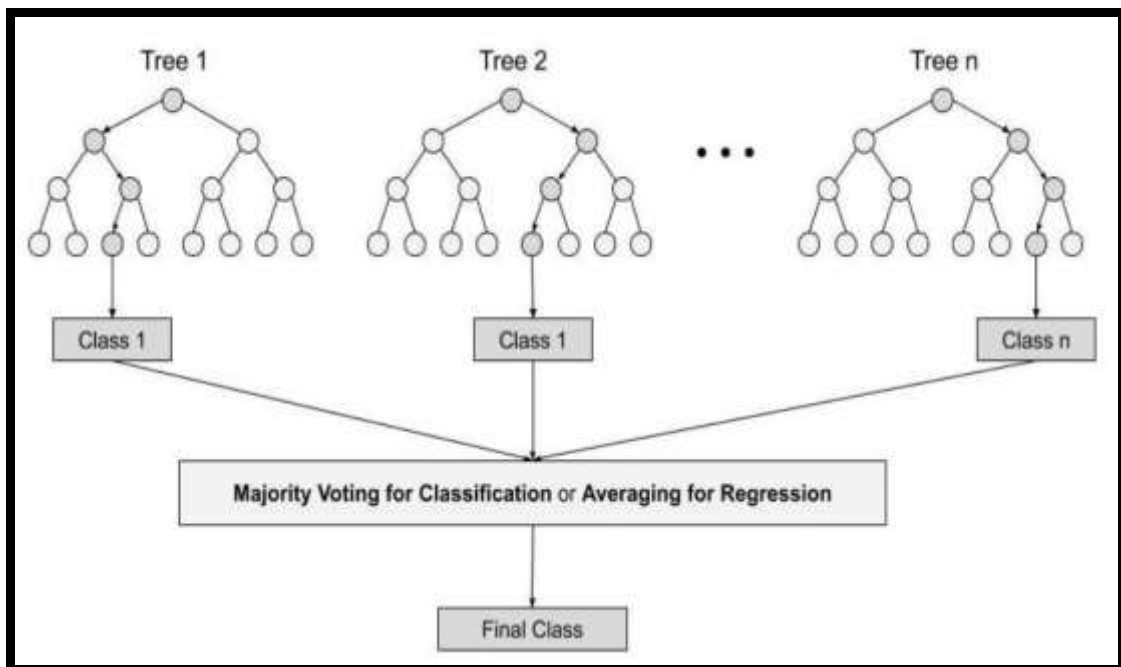 Tree 1
Tree 2
Tree n
Class 1
Class 1
Class n
Majority Voting for Classification or Averaging for Regression
Final Class